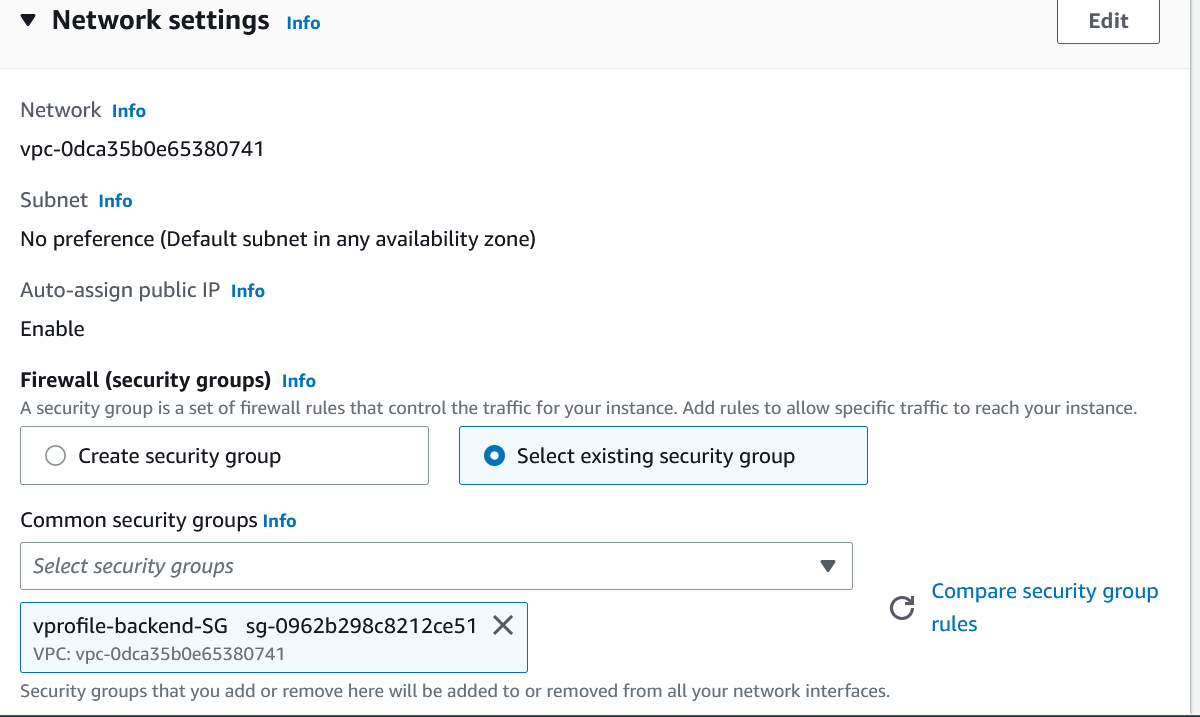 Network settings Info
Edit
Network Info
vpc-0dca35b0e65380741
Subnet Info
No preference (Default subnet in any availability zone)
Auto-assign public IP Info
Enable
Firewall (security groups) Info
A security group is a set of firewall rules that control the traffic for your instance. Add rules to allow specific traffic to reach your instance.
Create security group
Select existing security group
Common security groups Info
Select security groups
Compare security group
rules
vprofile-backend-SG sg-0962b298c8212ce51
VPC: vpc-0dca35b0e65380741
Security groups that you add or remove here will be added to or removed from all your network interfaces.